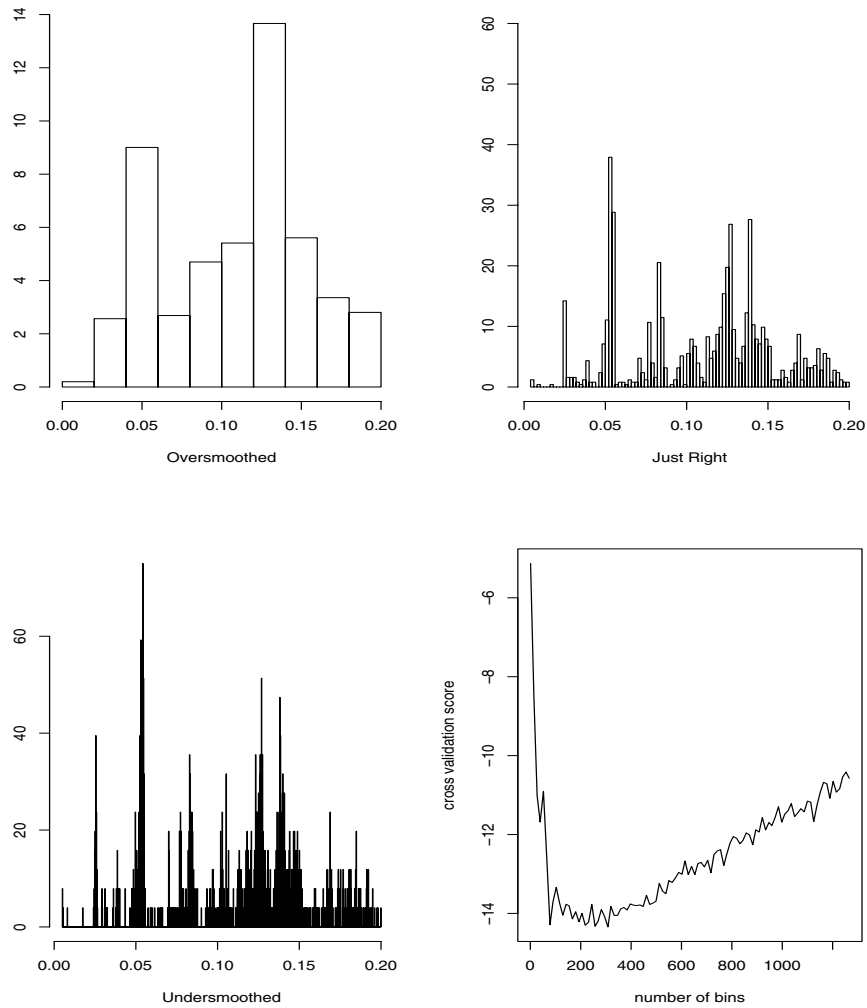 14
12
10
8
6
4
2
0
0.00 0.05 0.10 0.15 0.20
Oversmoothed
60
50
40
30
20
10
0
0.00 0.05 0.10 0.15 0.20
Just Right
60
40
20
0
0.00 0.05 0.10 0.15 0.20
Undersmoothed
cross validation score
−6
−8
−10
−12
−14
0 200 400 600 800 1000
number of bins